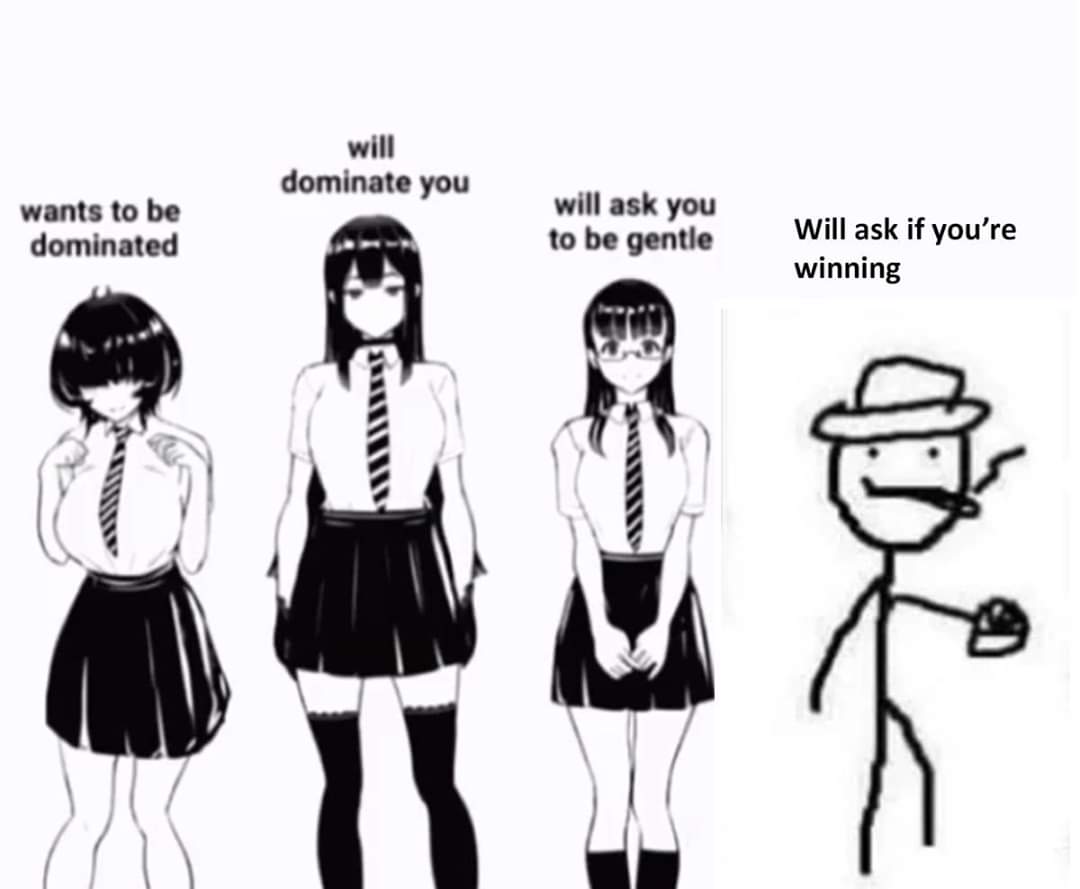 wants to be
dominated
will
dominate you
will ask you
to be gentle
Will ask if you’re
winning